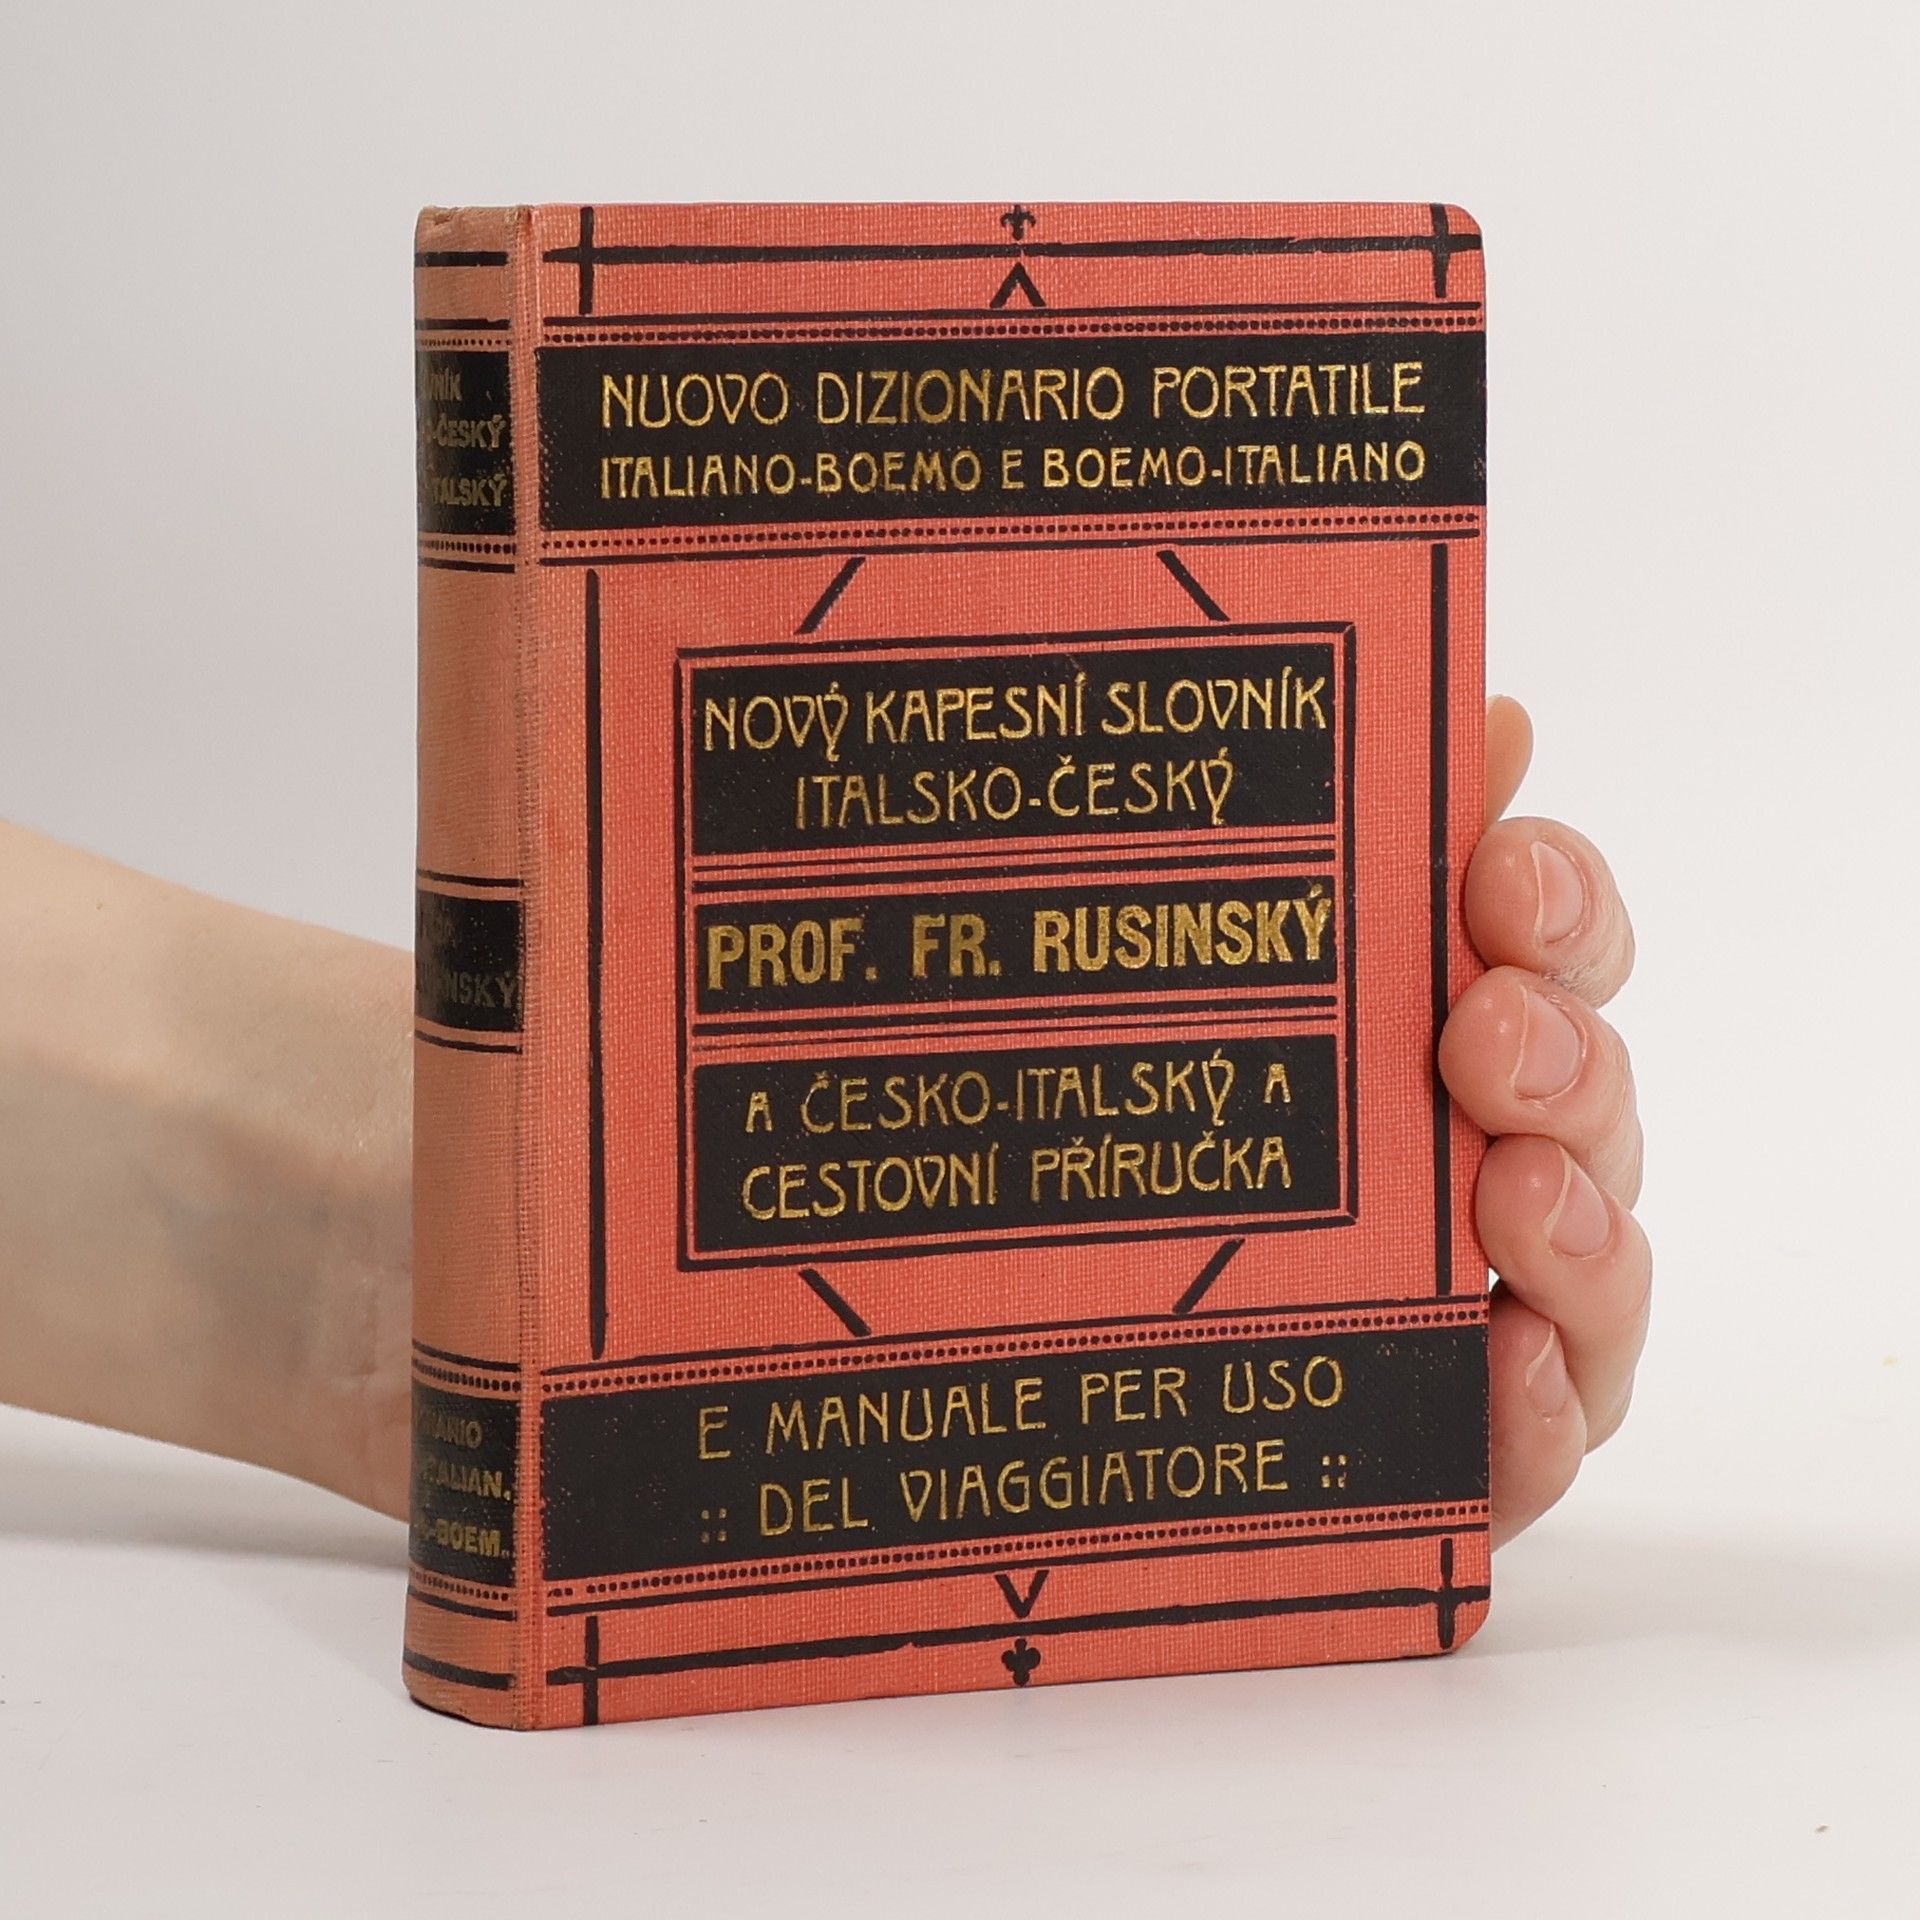 NUOVO DIZIONARIO PORTATILE
ITALIANO-BOEMO E BOEMO-ITALIANO
NOVÝ KAPESNÍ SLOVNÍK
ITALSKO-ČESKÝ
PROF. FR. RUSINSKÝ
A ČESKO-ITALSKÝ A
CESTOVNÍ PŘÍRUČKA
E MANUALE PER USO
:: DEL VIAGGIATORE ::